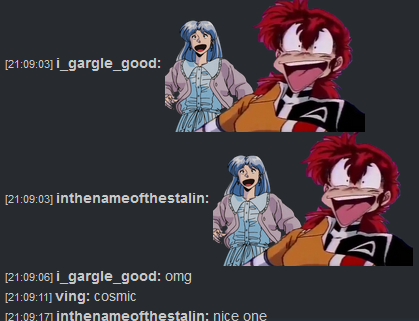 [21:09:03] i_gargle_good:
[21:09:03] inthenameofthestalin:
[21:09:06] i_gargle_good: omg
[21:09:11] ving: cosmic
[21:09:17] inthenameofthestalin: nice one